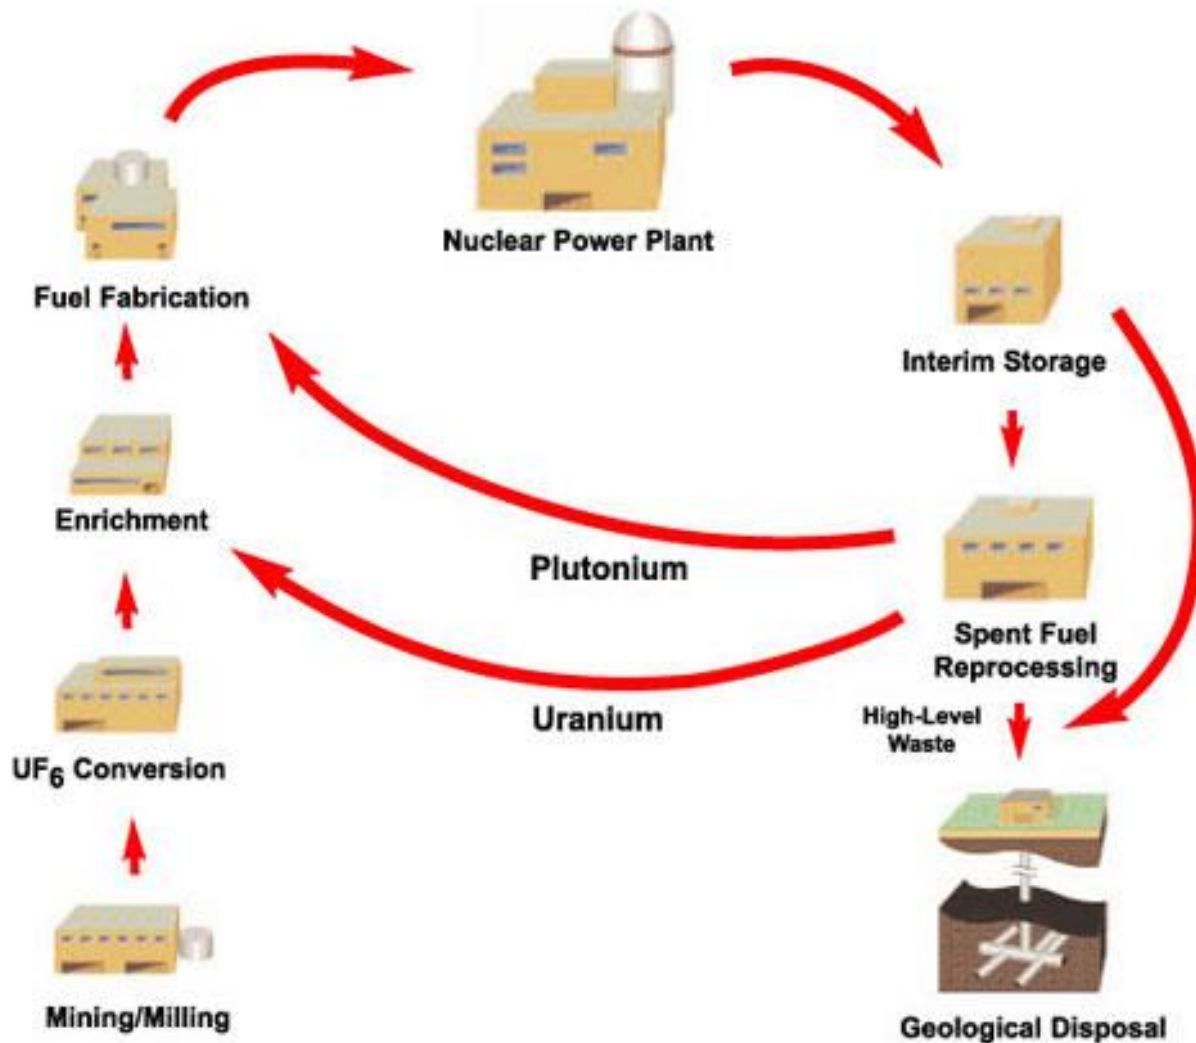 Nuclear Power Plant
Fuel Fabrication
Interim Storage
Enrichment
Plutonium
Spent Fuel
Reprocessing
Uranium
High-Level
Waste
UF₆ Conversion
Mining/Milling
Geological Disposal